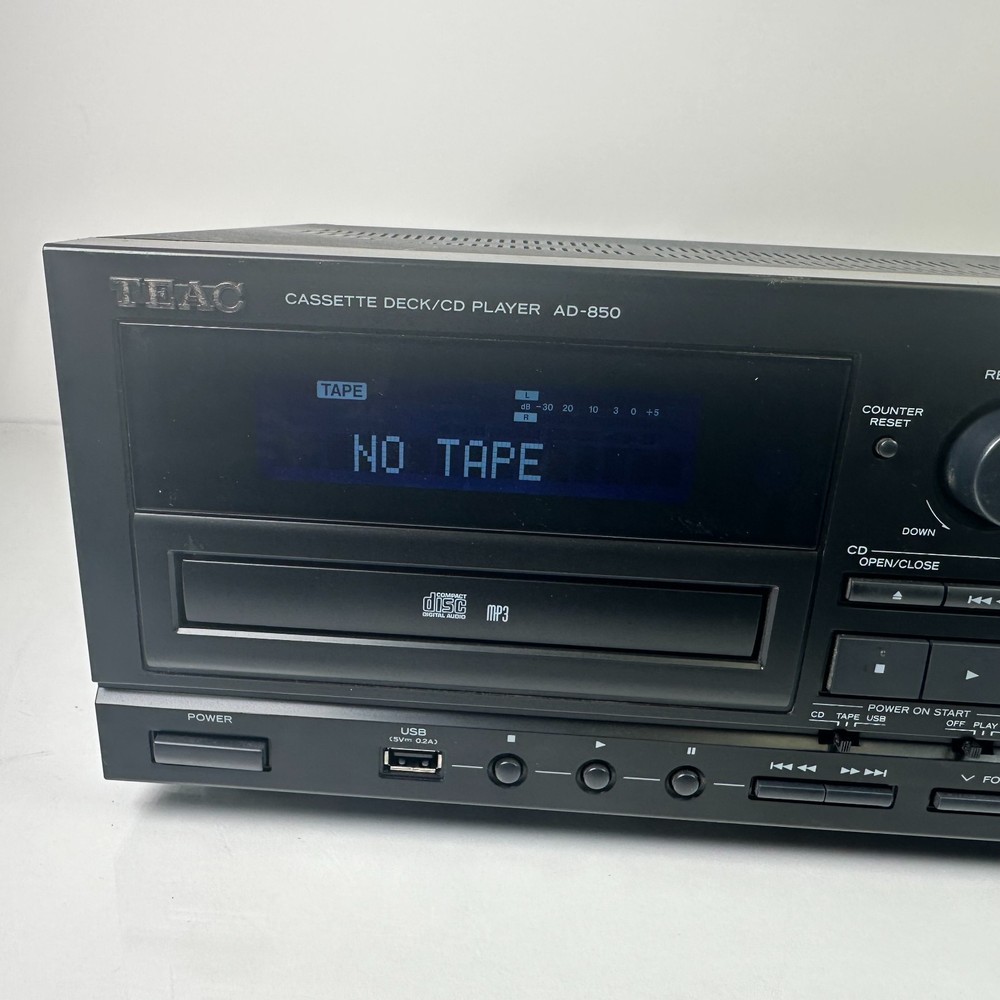 TEAC
CASSETTE DECK/CD PLAYER AD-850
TAPE
L
dB -30 20 10 3 0 +5
R
NO TAPE
COUNTER
RESET
DOWN
CD
OPEN/CLOSE
COMPACT
disc
DIGITAL AUDIO
MP3
POWER ON START
CD TAPE USB
OFF PLAY
POWER
USB
(5V⎓ 0.2A)